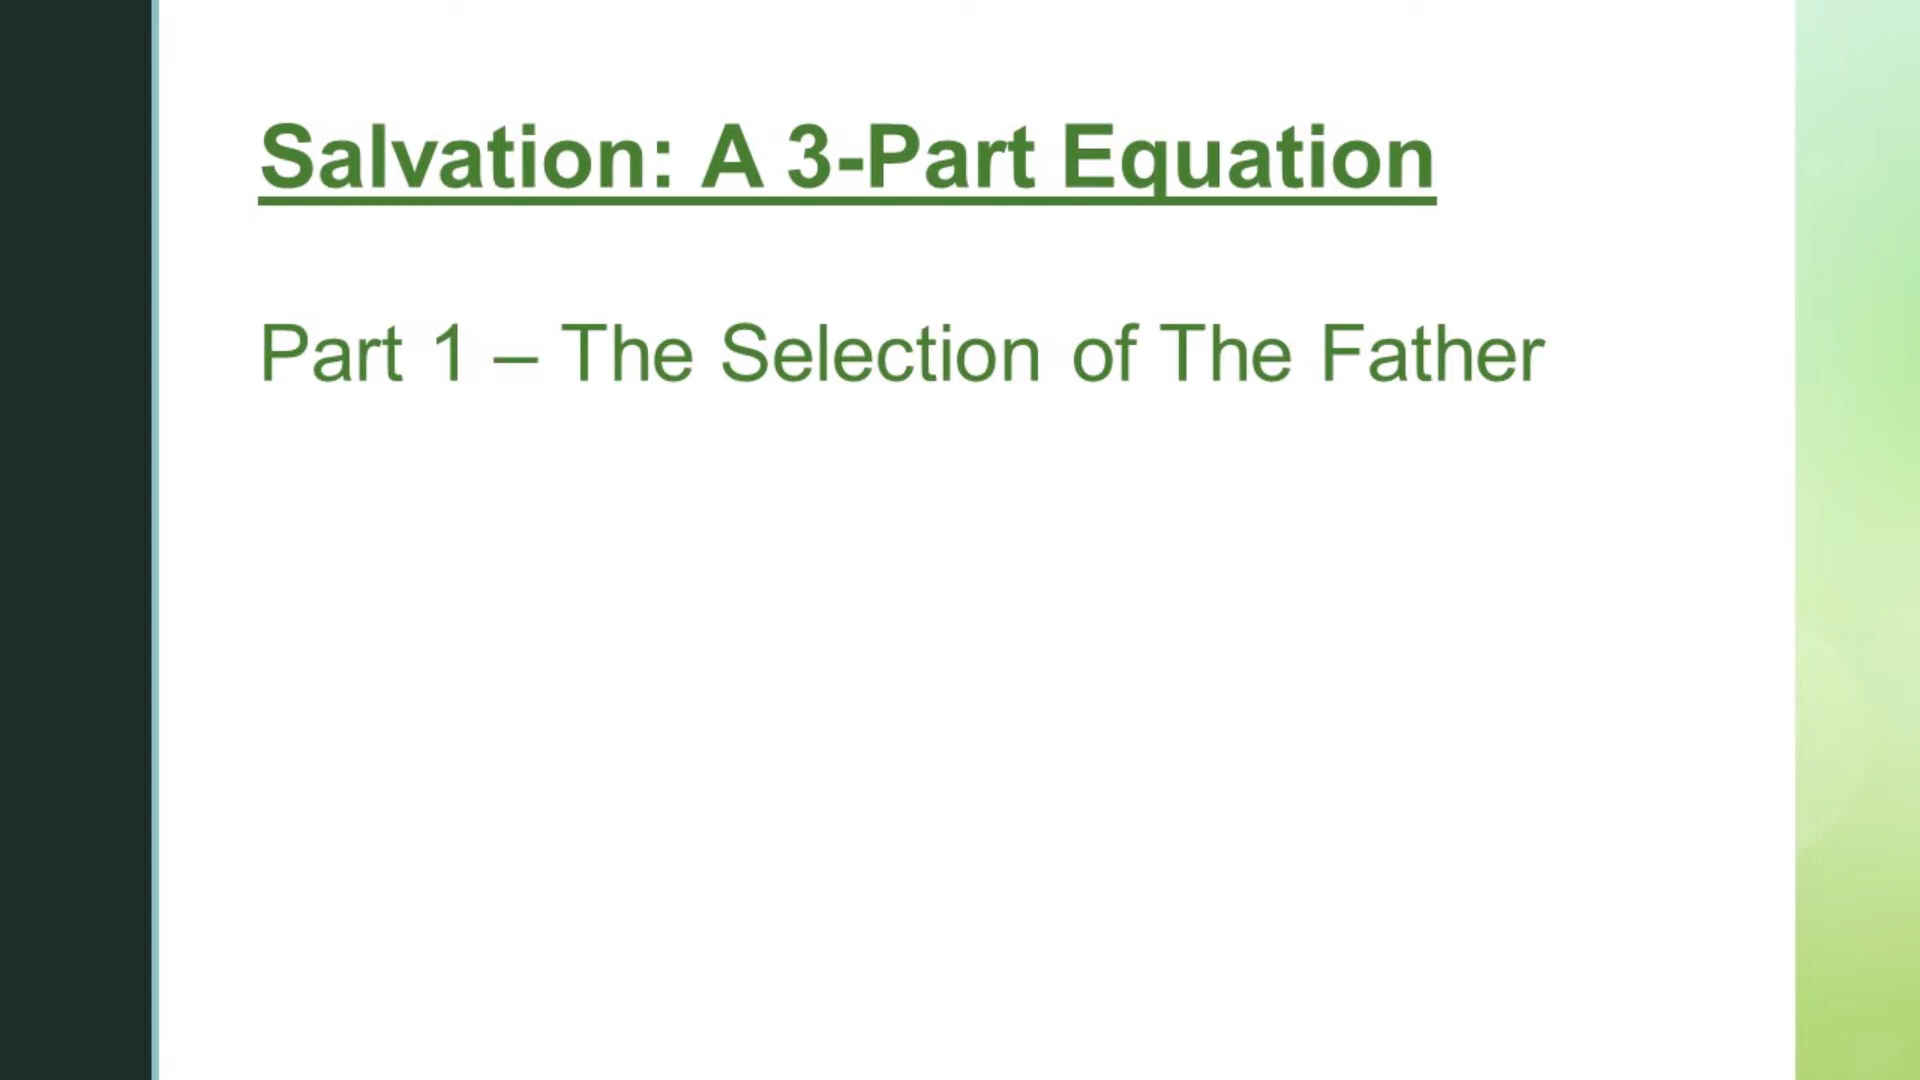 Salvation: A 3-Part Equation
Part 1 – The Selection of The Father